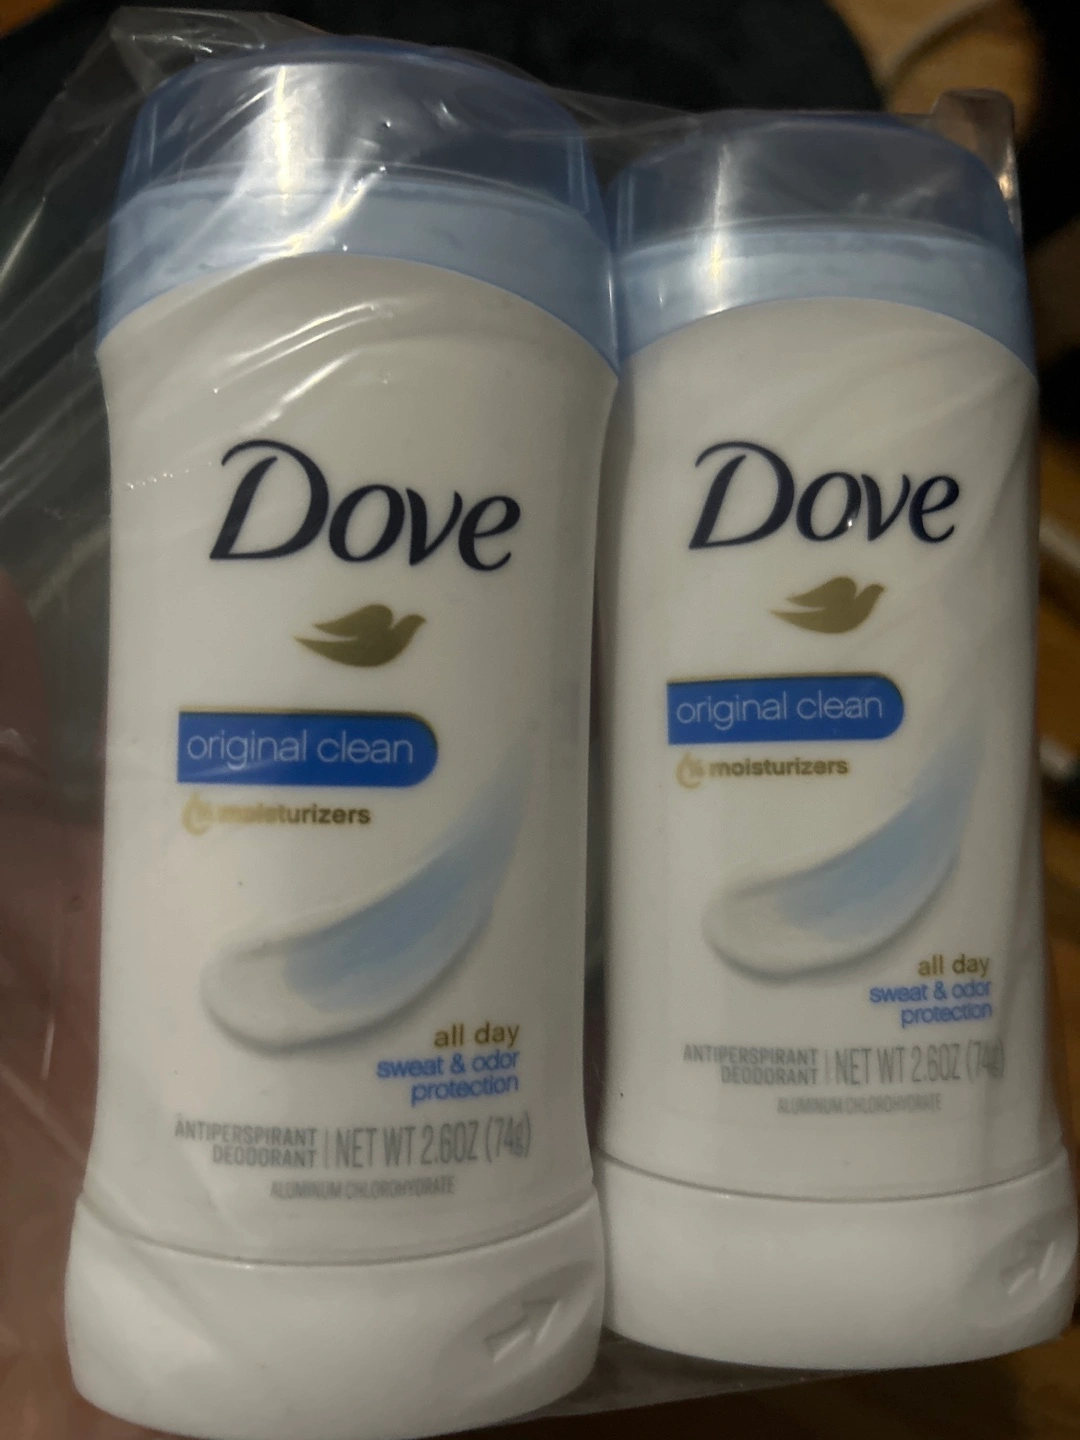 Dove
original clean
moisturizers
all day
sweat & odor
protection
ANTIPERSPIRANT
DEODORANT
NET WT 2.6OZ (74g)
ALUMINUM CHLOROHYDRATE
Dove
original clean
moisturizers
all day
sweat & odor
protection
ANTIPERSPIRANT
DEODORANT
NET WT 2.6OZ (74g)
ALUMINUM CHLOROHYDRATE